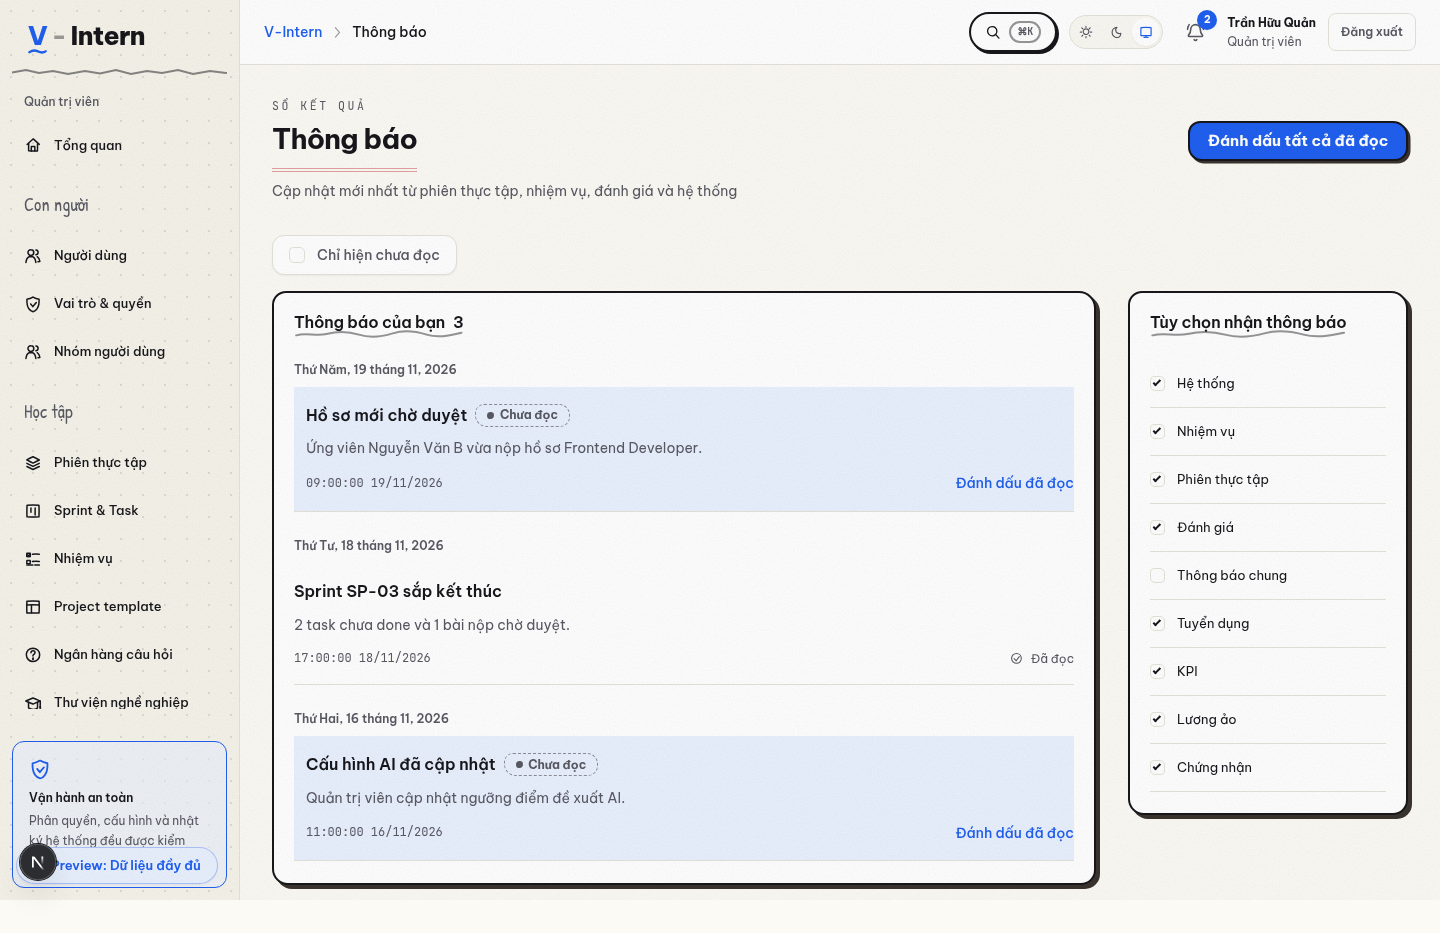 V - Intern
Quản trị viên
Tổng quan
Con người
Người dùng
Vai trò & quyền
Nhóm người dùng
Học tập
Phiên thực tập
Sprint & Task
Nhiệm vụ
Project template
Ngân hàng câu hỏi
Thư viện nghề nghiệp
Vận hành an toàn
Phân quyền, cấu hình và nhật
ký hệ thống đều được kiểm
Preview: Dữ liệu đầy đủ
V-Intern > Thông báo
⌘K
2
Trần Hữu Quản
Quản trị viên
Đăng xuất
SỔ KẾT QUẢ
Thông báo
Cập nhật mới nhất từ phiên thực tập, nhiệm vụ, đánh giá và hệ thống
Đánh dấu tất cả đã đọc
Chỉ hiện chưa đọc
Thông báo của bạn 3
Thứ Năm, 19 tháng 11, 2026
Hồ sơ mới chờ duyệt Chưa đọc
Ứng viên Nguyễn Văn B vừa nộp hồ sơ Frontend Developer.
09:00:00 19/11/2026 Đánh dấu đã đọc
Thứ Tư, 18 tháng 11, 2026
Sprint SP-03 sắp kết thúc
2 task chưa done và 1 bài nộp chờ duyệt.
17:00:00 18/11/2026 Đã đọc
Thứ Hai, 16 tháng 11, 2026
Cấu hình AI đã cập nhật Chưa đọc
Quản trị viên cập nhật ngưỡng điểm đề xuất AI.
11:00:00 16/11/2026 Đánh dấu đã đọc
Tùy chọn nhận thông báo
Hệ thống
Nhiệm vụ
Phiên thực tập
Đánh giá
Thông báo chung
Tuyển dụng
KPI
Lương ảo
Chứng nhận